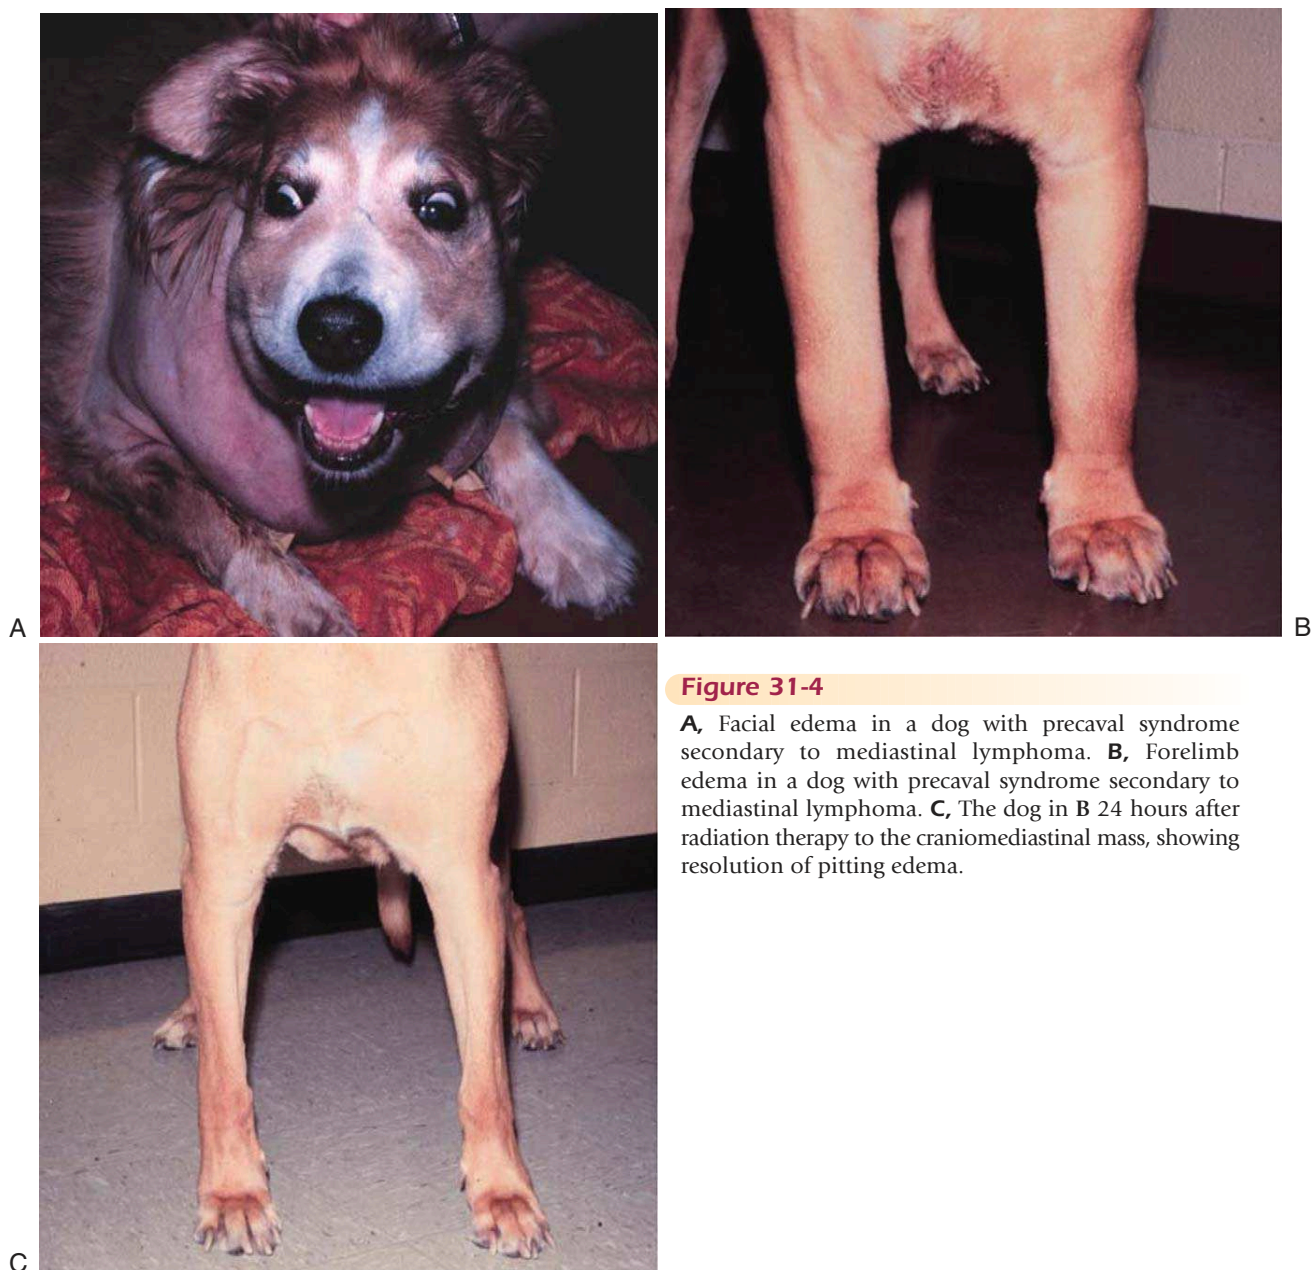 A
B
C
Figure 31-4
A, Facial edema in a dog with precaval syndrome
secondary to mediastinal lymphoma. B, Forelimb
edema in a dog with precaval syndrome secondary to
mediastinal lymphoma. C, The dog in B 24 hours after
radiation therapy to the craniomediastinal mass, showing
resolution of pitting edema.